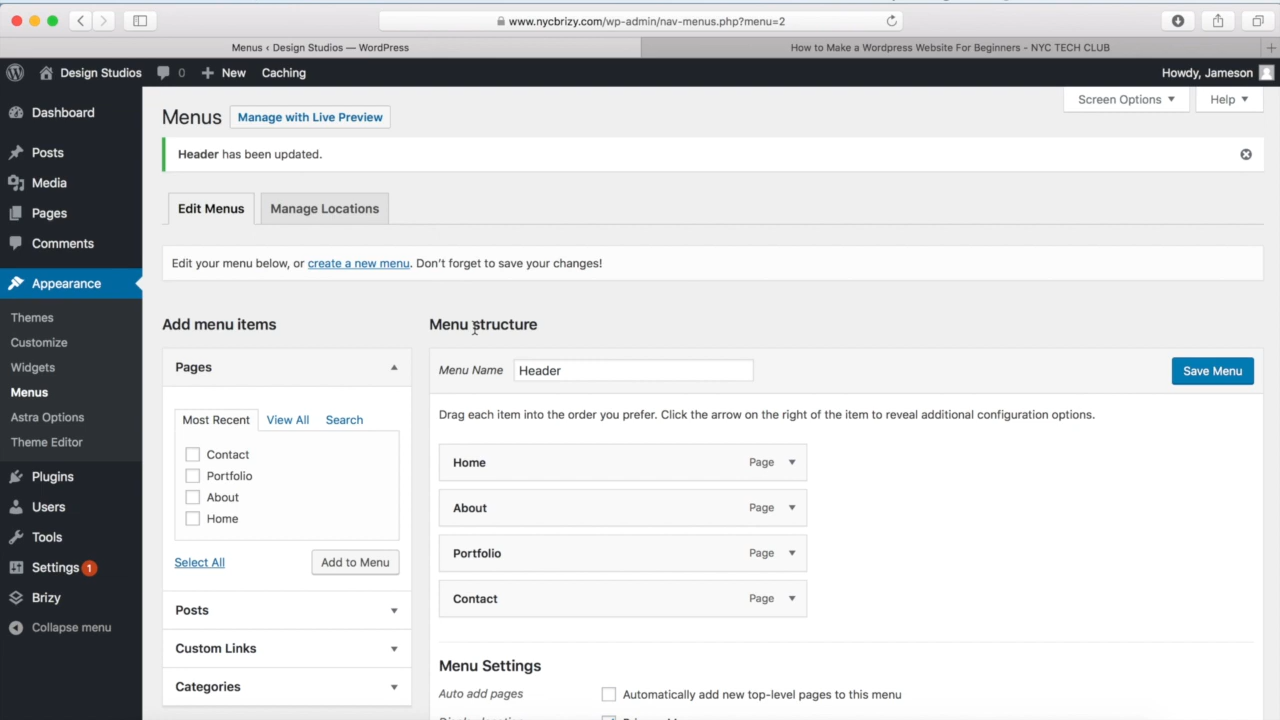 www.nycbrizy.com/wp-admin/nav-menus.php?menu=2
Menus ‹ Design Studios — WordPress
How to Make a Wordpress Website For Beginners - NYC TECH CLUB
Design Studios 0 New Caching Howdy, Jameson
Screen Options Help
Dashboard
Posts
Media
Pages
Comments
Appearance
Themes
Customize
Widgets
Menus
Astra Options
Theme Editor
Plugins
Users
Tools
Settings 1
Brizy
Collapse menu
Menus Manage with Live Preview
Header has been updated.
Edit Menus Manage Locations
Edit your menu below, or create a new menu. Don’t forget to save your changes!
Add menu items
Pages
Most Recent View All Search
Contact
Portfolio
About
Home
Select All Add to Menu
Posts
Custom Links
Categories
Menu structure
Menu Name Header Save Menu
Drag each item into the order you prefer. Click the arrow on the right of the item to reveal additional configuration options.
Home Page
About Page
Portfolio Page
Contact Page
Menu Settings
Auto add pages Automatically add new top-level pages to this menu